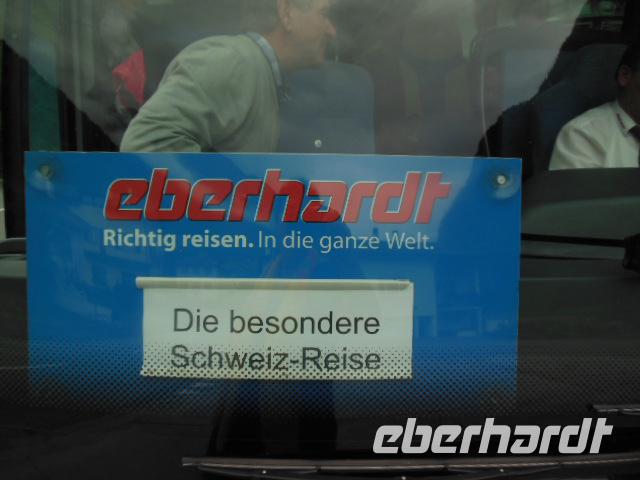 eberhardt
Richtig reisen. In die ganze Welt.
Die besondere
Schweiz-Reise
eberhardt